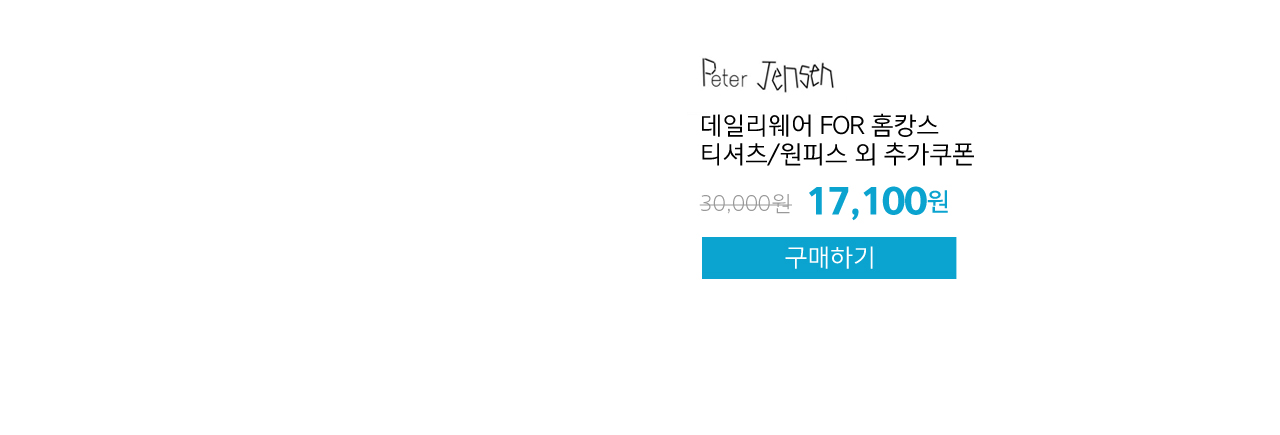 Peter Jensen
데일리웨어 FOR 홈캉스
티셔츠/원피스 외 추가쿠폰
30,000원 17,100원
구매하기